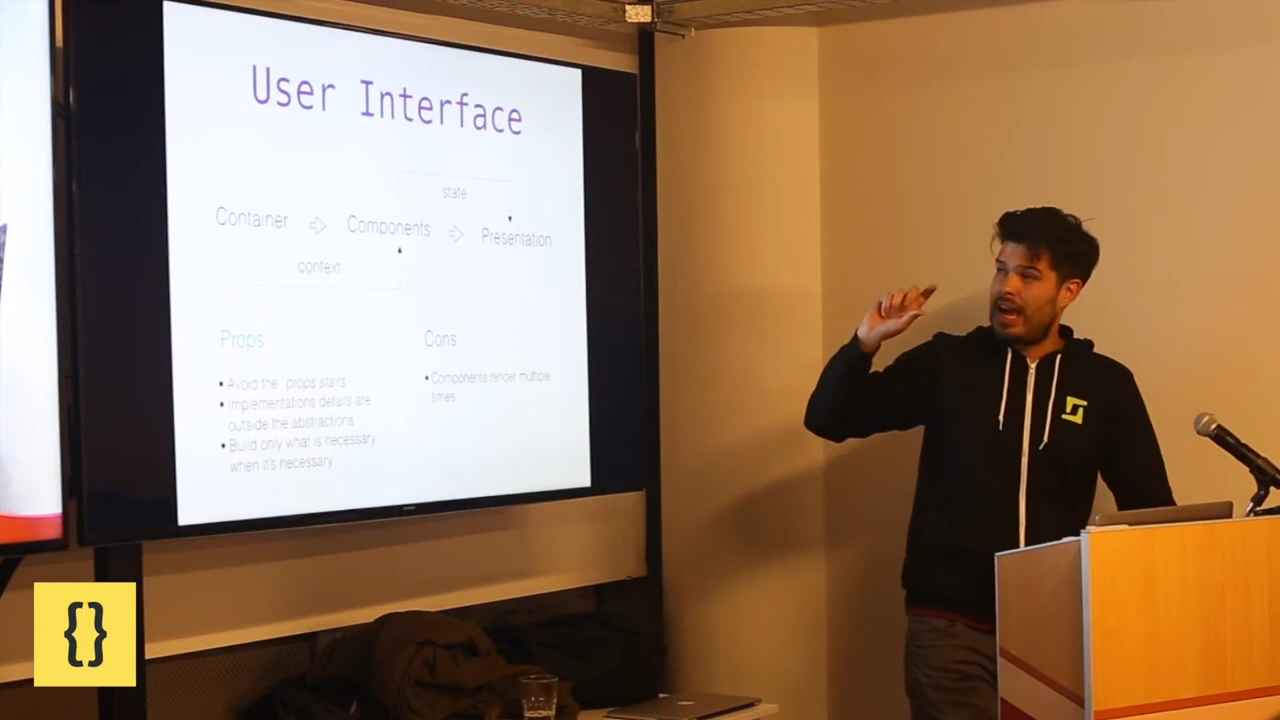 User Interface
state
Container ⇨ Components ⇨ Presentation
context
Props
• Avoid the `props stairs
• Implementations details are
outside the abstractions
• Build only what is necessary
when it's necessary
Cons
• Components render multiple
times
{}